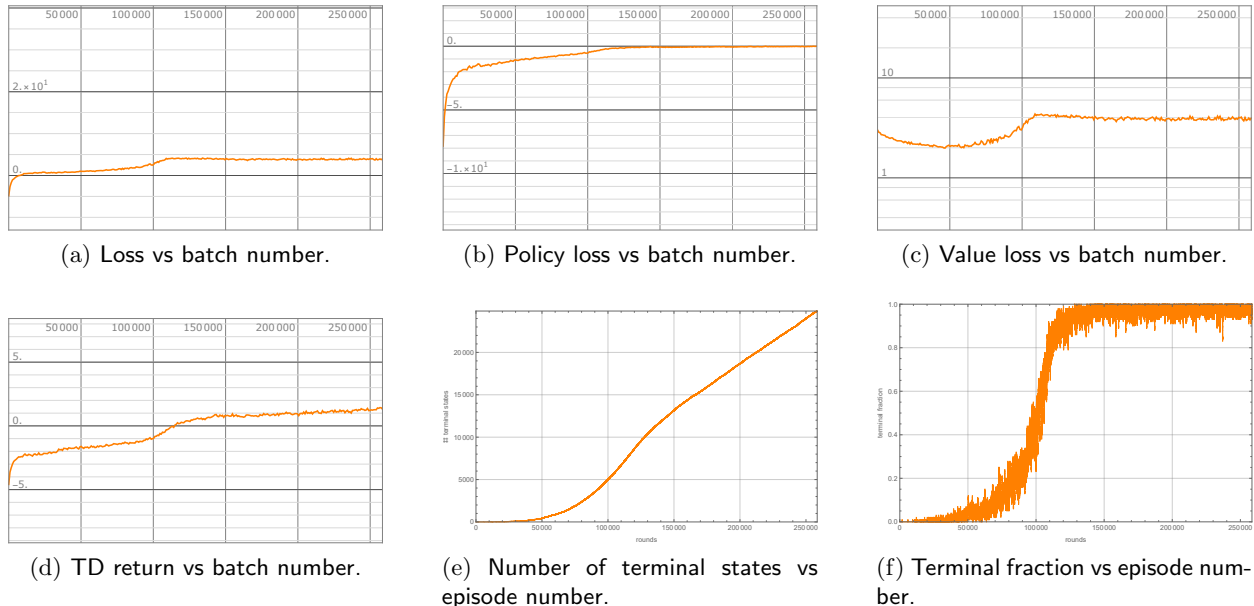 50000 100000 150000 200000 250000
2.×10¹
0.
(a) Loss vs batch number.
50000 100000 150000 200000 250000
0.
-5.
-1.×10¹
(b) Policy loss vs batch number.
50000 100000 150000 200000 250000
10
1
(c) Value loss vs batch number.
50000 100000 150000 200000 250000
5.
0.
-5.
(d) TD return vs batch number.
# terminal states
20000
15000
10000
5000
0
0 50000 100000 150000 200000 250000
rounds
(e) Number of terminal states vs
episode number.
terminal fraction
1.0
0.8
0.6
0.4
0.2
0.0
0 50000 100000 150000 200000 250000
rounds
(f) Terminal fraction vs episode num-
ber.